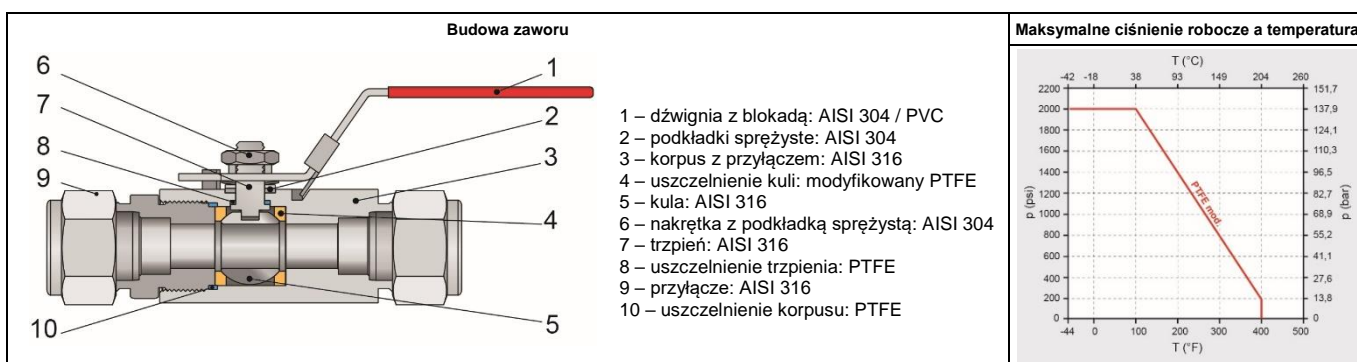 Budowa zaworu
6
7
8
9
10
1
2
3
4
5
1 – dźwignia z blokadą: AISI 304 / PVC
2 – podkładki sprężyste: AISI 304
3 – korpus z przyłączem: AISI 316
4 – uszczelnienie kuli: modyfikowany PTFE
5 – kula: AISI 316
6 – nakrętka z podkładką sprężystą: AISI 304
7 – trzpień: AISI 316
8 – uszczelnienie trzpienia: PTFE
9 – przyłącze: AISI 316
10 – uszczelnienie korpusu: PTFE
Maksymalne ciśnienie robocze a temperatura
T (°C)
-42 -18 38 93 149 204 260
2200 151,7
2000 137,9
1800 124,1
1600 110,3
1400 96,5
1200 82,7
1000 68,9
800 55,2
600 41,1
400 27,6
200 13,8
0 0
p (psi)
p (bar)
PTFE mod.
-44 0 100 200 300 400 500
T (°F)